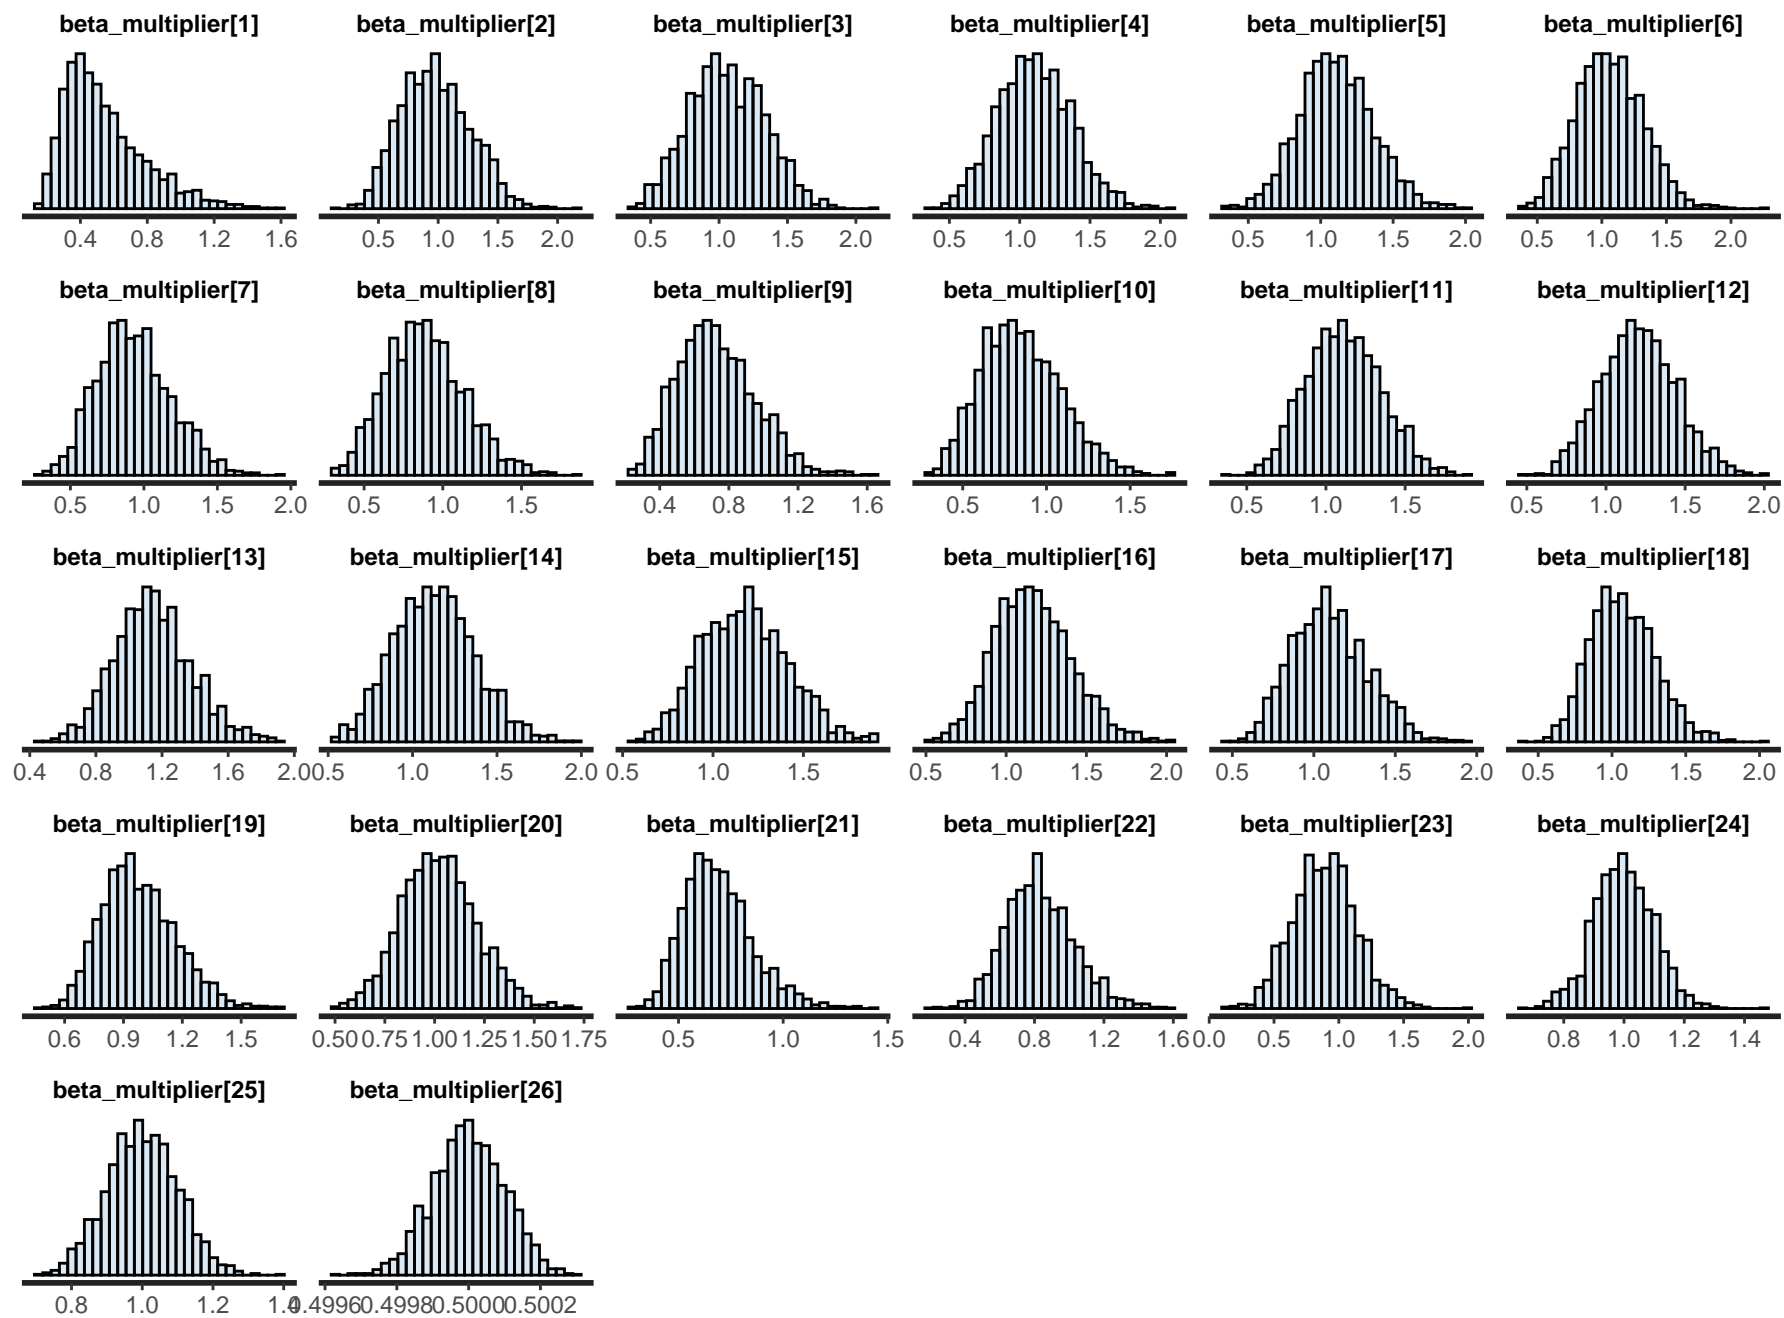 beta_multiplier[1] beta_multiplier[2] beta_multiplier[3] beta_multiplier[4] beta_multiplier[5] beta_multiplier[6]
0.4 0.8 1.2 1.6 0.5 1.0 1.5 2.0 0.5 1.0 1.5 2.0 0.5 1.0 1.5 2.0 0.5 1.0 1.5 2.0 0.5 1.0 1.5 2.0
beta_multiplier[7] beta_multiplier[8] beta_multiplier[9] beta_multiplier[10] beta_multiplier[11] beta_multiplier[12]
0.5 1.0 1.5 2.0 0.5 1.0 1.5 0.4 0.8 1.2 1.6 0.5 1.0 1.5 0.5 1.0 1.5 0.5 1.0 1.5 2.0
beta_multiplier[13] beta_multiplier[14] beta_multiplier[15] beta_multiplier[16] beta_multiplier[17] beta_multiplier[18]
0.4 0.8 1.2 1.6 2.0 0.5 1.0 1.5 2.0 0.5 1.0 1.5 0.5 1.0 1.5 2.0 0.5 1.0 1.5 2.0 0.5 1.0 1.5 2.0
beta_multiplier[19] beta_multiplier[20] beta_multiplier[21] beta_multiplier[22] beta_multiplier[23] beta_multiplier[24]
0.6 0.9 1.2 1.5 0.50 0.75 1.00 1.25 1.50 1.75 0.5 1.0 1.5 0.4 0.8 1.2 1.6 0.0 0.5 1.0 1.5 2.0 0.8 1.0 1.2 1.4
beta_multiplier[25] beta_multiplier[26]
0.8 1.0 1.2 1.4 0.4996 0.4998 0.5000 0.5002